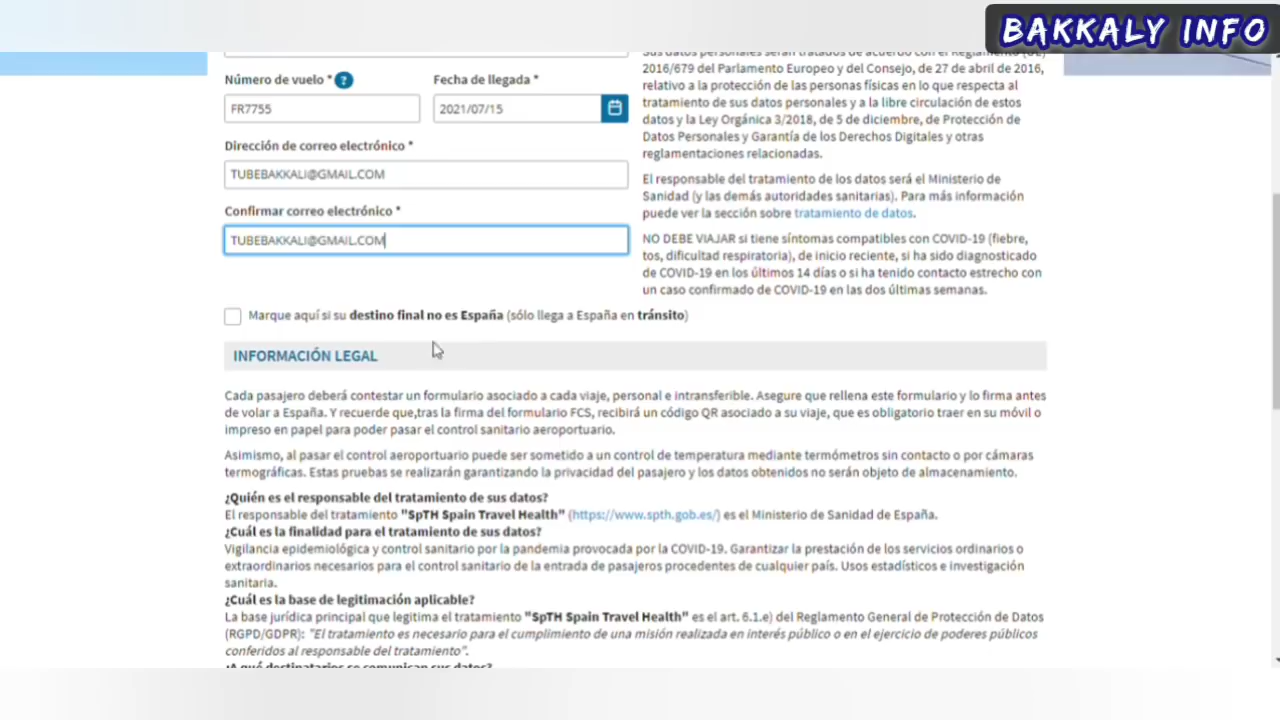 BAKKALY INFO
Número de vuelo * ?
Fecha de llegada *
FR7755
2021/07/15
Dirección de correo electrónico *
TUBEBAKKALI@GMAIL.COM
Confirmar correo electrónico *
TUBEBAKKALI@GMAIL.COM
Sus datos personales serán tratados de acuerdo con el Reglamento (UE)
2016/679 del Parlamento Europeo y del Consejo, de 27 de abril de 2016,
relativo a la protección de las personas físicas en lo que respecta al
tratamiento de sus datos personales y a la libre circulación de estos
datos y la Ley Orgánica 3/2018, de 5 de diciembre, de Protección de
Datos Personales y Garantía de los Derechos Digitales y otras
reglamentaciones relacionadas.
El responsable del tratamiento de los datos será el Ministerio de
Sanidad (y las demás autoridades sanitarias). Para más información
puede ver la sección sobre tratamiento de datos.
NO DEBE VIAJAR si tiene síntomas compatibles con COVID-19 (fiebre,
tos, dificultad respiratoria), de inicio reciente, si ha sido diagnosticado
de COVID-19 en los últimos 14 días o si ha tenido contacto estrecho con
un caso confirmado de COVID-19 en las dos últimas semanas.
Marque aquí si su destino final no es España (sólo llega a España en tránsito)
INFORMACIÓN LEGAL
Cada pasajero deberá contestar un formulario asociado a cada viaje, personal e intransferible. Asegure que rellena este formulario y lo firma antes
de volar a España. Y recuerde que,tras la firma del formulario FCS, recibirá un código QR asociado a su viaje, que es obligatorio traer en su móvil o
impreso en papel para poder pasar el control sanitario aeroportuario.
Asimismo, al pasar el control aeroportuario puede ser sometido a un control de temperatura mediante termómetros sin contacto o por cámaras
termográficas. Estas pruebas se realizarán garantizando la privacidad del pasajero y los datos obtenidos no serán objeto de almacenamiento.
¿Quién es el responsable del tratamiento de sus datos?
El responsable del tratamiento "SpTH Spain Travel Health" (https://www.spth.gob.es/) es el Ministerio de Sanidad de España.
¿Cuál es la finalidad para el tratamiento de sus datos?
Vigilancia epidemiológica y control sanitario por la pandemia provocada por la COVID-19. Garantizar la prestación de los servicios ordinarios o
extraordinarios necesarios para el control sanitario de la entrada de pasajeros procedentes de cualquier país. Usos estadísticos e investigación
sanitaria.
¿Cuál es la base de legitimación aplicable?
La base jurídica principal que legitima el tratamiento "SpTH Spain Travel Health" es el art. 6.1.e) del Reglamento General de Protección de Datos
(RGPD/GDPR): "El tratamiento es necesario para el cumplimiento de una misión realizada en interés público o en el ejercicio de poderes públicos
conferidos al responsable del tratamiento".
¿A qué destinatarios se comunican sus datos?